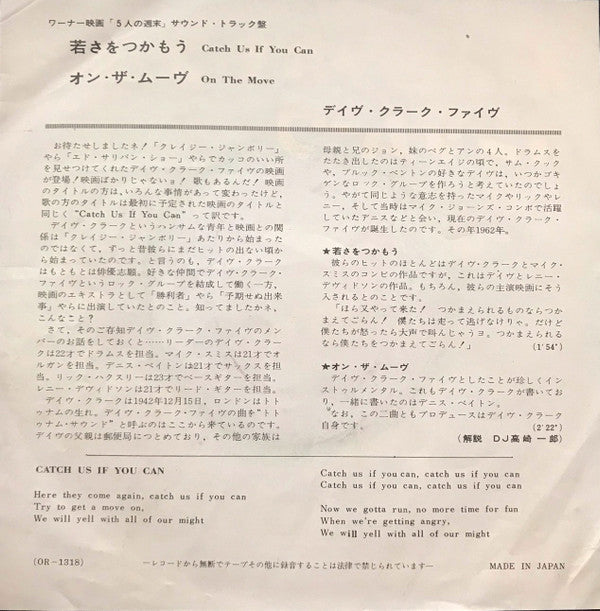 ワーナー映画「5人の週末」サウンド・トラック盤
若さをつかもう Catch Us If You Can
オン・ザ・ムーヴ On The Move
デイヴ・クラーク・ファイヴ
お待たせしましたネ!「クレイジー・ジャンボリー」
やら「エド・サリバン・ショー」やらでカッコのいい所
を見せつけてくれたデイヴ・クラーク・ファイヴの映画
が登場!映画ばかりじゃないョ!歌もあるんだ!映画
のタイトルの方は、いろんな事情があって変わったけど、
歌の方のタイトルは最初に予定された映画のタイトルと
同じく "Catch Us If You Can" って訳です。
デイヴ・クラークというハンサムな青年と映画との関
係は「クレイジー・ジャンボリー」あたりから始まった
のではなくて、ずっと昔彼らにまだヒットの出ない頃か
ら始まっていたのです。と言うのも、デイヴ・クラーク
はもともとは俳優志願。好きな仲間でデイヴ・クラーク・
ファイヴというロック・グループを結成して働く一方、
映画のエキストラとして「勝利者」やら「予期せぬ出来
事」やらに出演していたとのこと。知ってましたかネ、
こんなこと?
さて、そのご存知デイヴ・クラーク・ファイヴのメン
バーのお話をしておくと……リーダーのデイヴ・クラー
クは22才でドラムスを担当。マイク・スミスは21才でオ
ルガンを担当。デニス・ペイトンは21才でサックスを担
当。リック・ハクスリーは23才でベースギターを担当。
レニー・デヴィドソンは21才でリード・ギターを担当。
デイヴ・クラークは1942年12月15日、ロンドンはトト
ゥナムの生れ。デイヴ・クラーク・ファイヴの曲を“トト
ゥナム・サウンド”と呼ぶのはここから来ているのです。
デイヴの父親は郵便局につとめており、その他の家族は
母親と兄のジョン、妹のペグとアンの4人。ドラムスを
たたき出したのはティーンエイジの頃で、サム・クック
や、ブルック・ベントンの好きなデイヴは、いつかゴキ
ゲンなロック・グループを作ろうと考えていたのでしょ
う。やがて同じような意志を持ったマイクやリックやレ
ニー、そして当時はマイク・ジョーンズ・コンボで活躍
していたデニスなどと会い、現在のデイヴ・クラーク・
ファイヴが誕生したのです。その年1962年。
★若さをつかもう
彼らのヒットのほとんどはデイヴ・クラークとマイク・
スミスのコンビの作品ですが、これはデイヴとレニー・
デヴィドソンの作品。もちろん、彼らの主演映画にそう
入されるとのことです。
「ほら又やって来た! つかまえられるものならつかま
えてごらん! 僕たちは走って逃げなけりゃ。だけど
僕たちが怒ったら大声で叫んじゃうヨ。つかまえられる
なら僕たちをつかまえてごらん!」 (1′54″)
★オン・ザ・ムーヴ
デイヴ・クラーク・ファイヴとしたことが珍しくイン
ストゥルメンタル。これもデイヴ・クラークが書いてお
り、一緒に書いたのはデニス・ペイトン。
なお、この二曲ともプロデュースはデイヴ・クラーク
自身です。 (2′22″)
(解説 DJ高崎一郎)
CATCH US IF YOU CAN
Here they come again, catch us if you can
Try to get a move on,
We will yell with all of our might
Catch us if you can, catch us if you can
Catch us if you can, catch us if you can
Now we gotta run, no more time for fun
When we're getting angry,
We will yell with all of our might
(OR-1318)
―レコードから無断でテープその他に録音することは法律で禁じられています―
MADE IN JAPAN